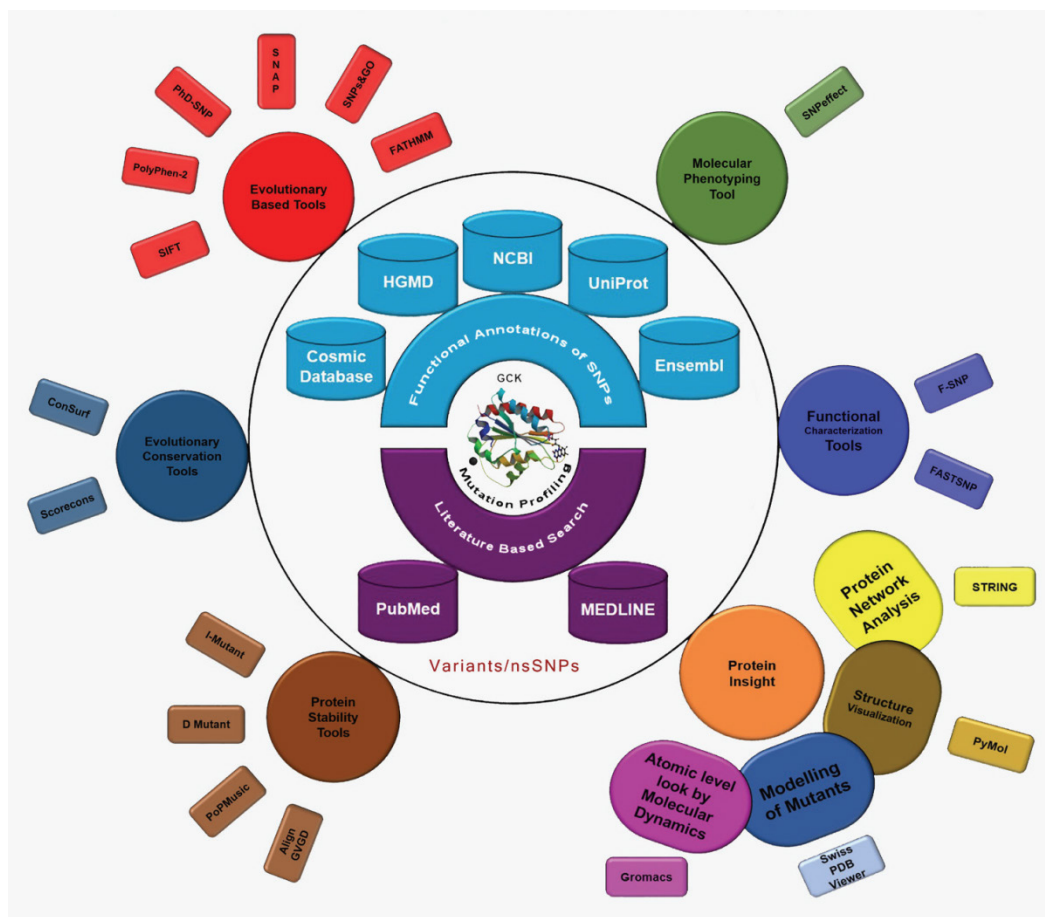 S
N
A
P
SNPs&GO
PhD-SNP
FATHMM
PolyPhen-2
SIFT
Evolutionary
Based Tools
SNPeffect
Molecular
Phenotyping
Tool
NCBI
HGMD
UniProt
Cosmic
Database
Ensembl
Functional Annotations of SNPs
GCK
Mutation Profiling
Literature Based Search
PubMed
MEDLINE
Variants/nsSNPs
ConSurf
Scorecons
Evolutionary
Conservation
Tools
Functional
Characterization
Tools
F-SNP
FASTSNP
I-Mutant
D Mutant
PoPMusic
Align
GVGD
Protein
Stability
Tools
Protein
Insight
Protein
Network
Analysis
STRING
Structure
Visualization
PyMol
Modelling
of Mutants
Swiss
PDB
Viewer
Atomic level
look by
Molecular
Dynamics
Gromacs